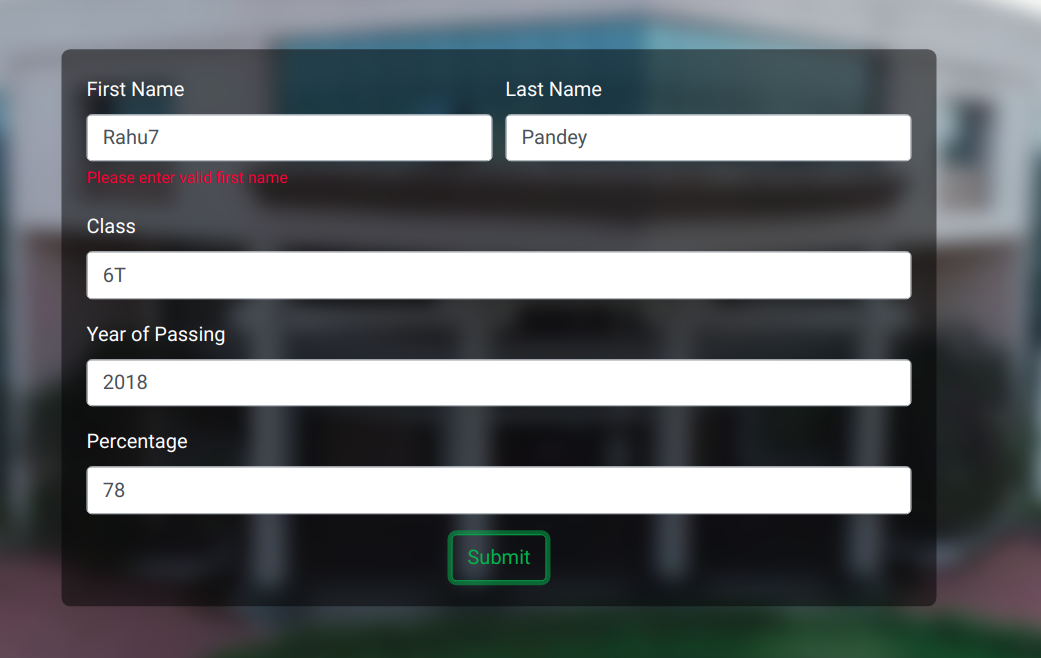 First Name Last Name
Rahu7 Pandey
Please enter valid first name
Class
6T
Year of Passing
2018
Percentage
78
Submit